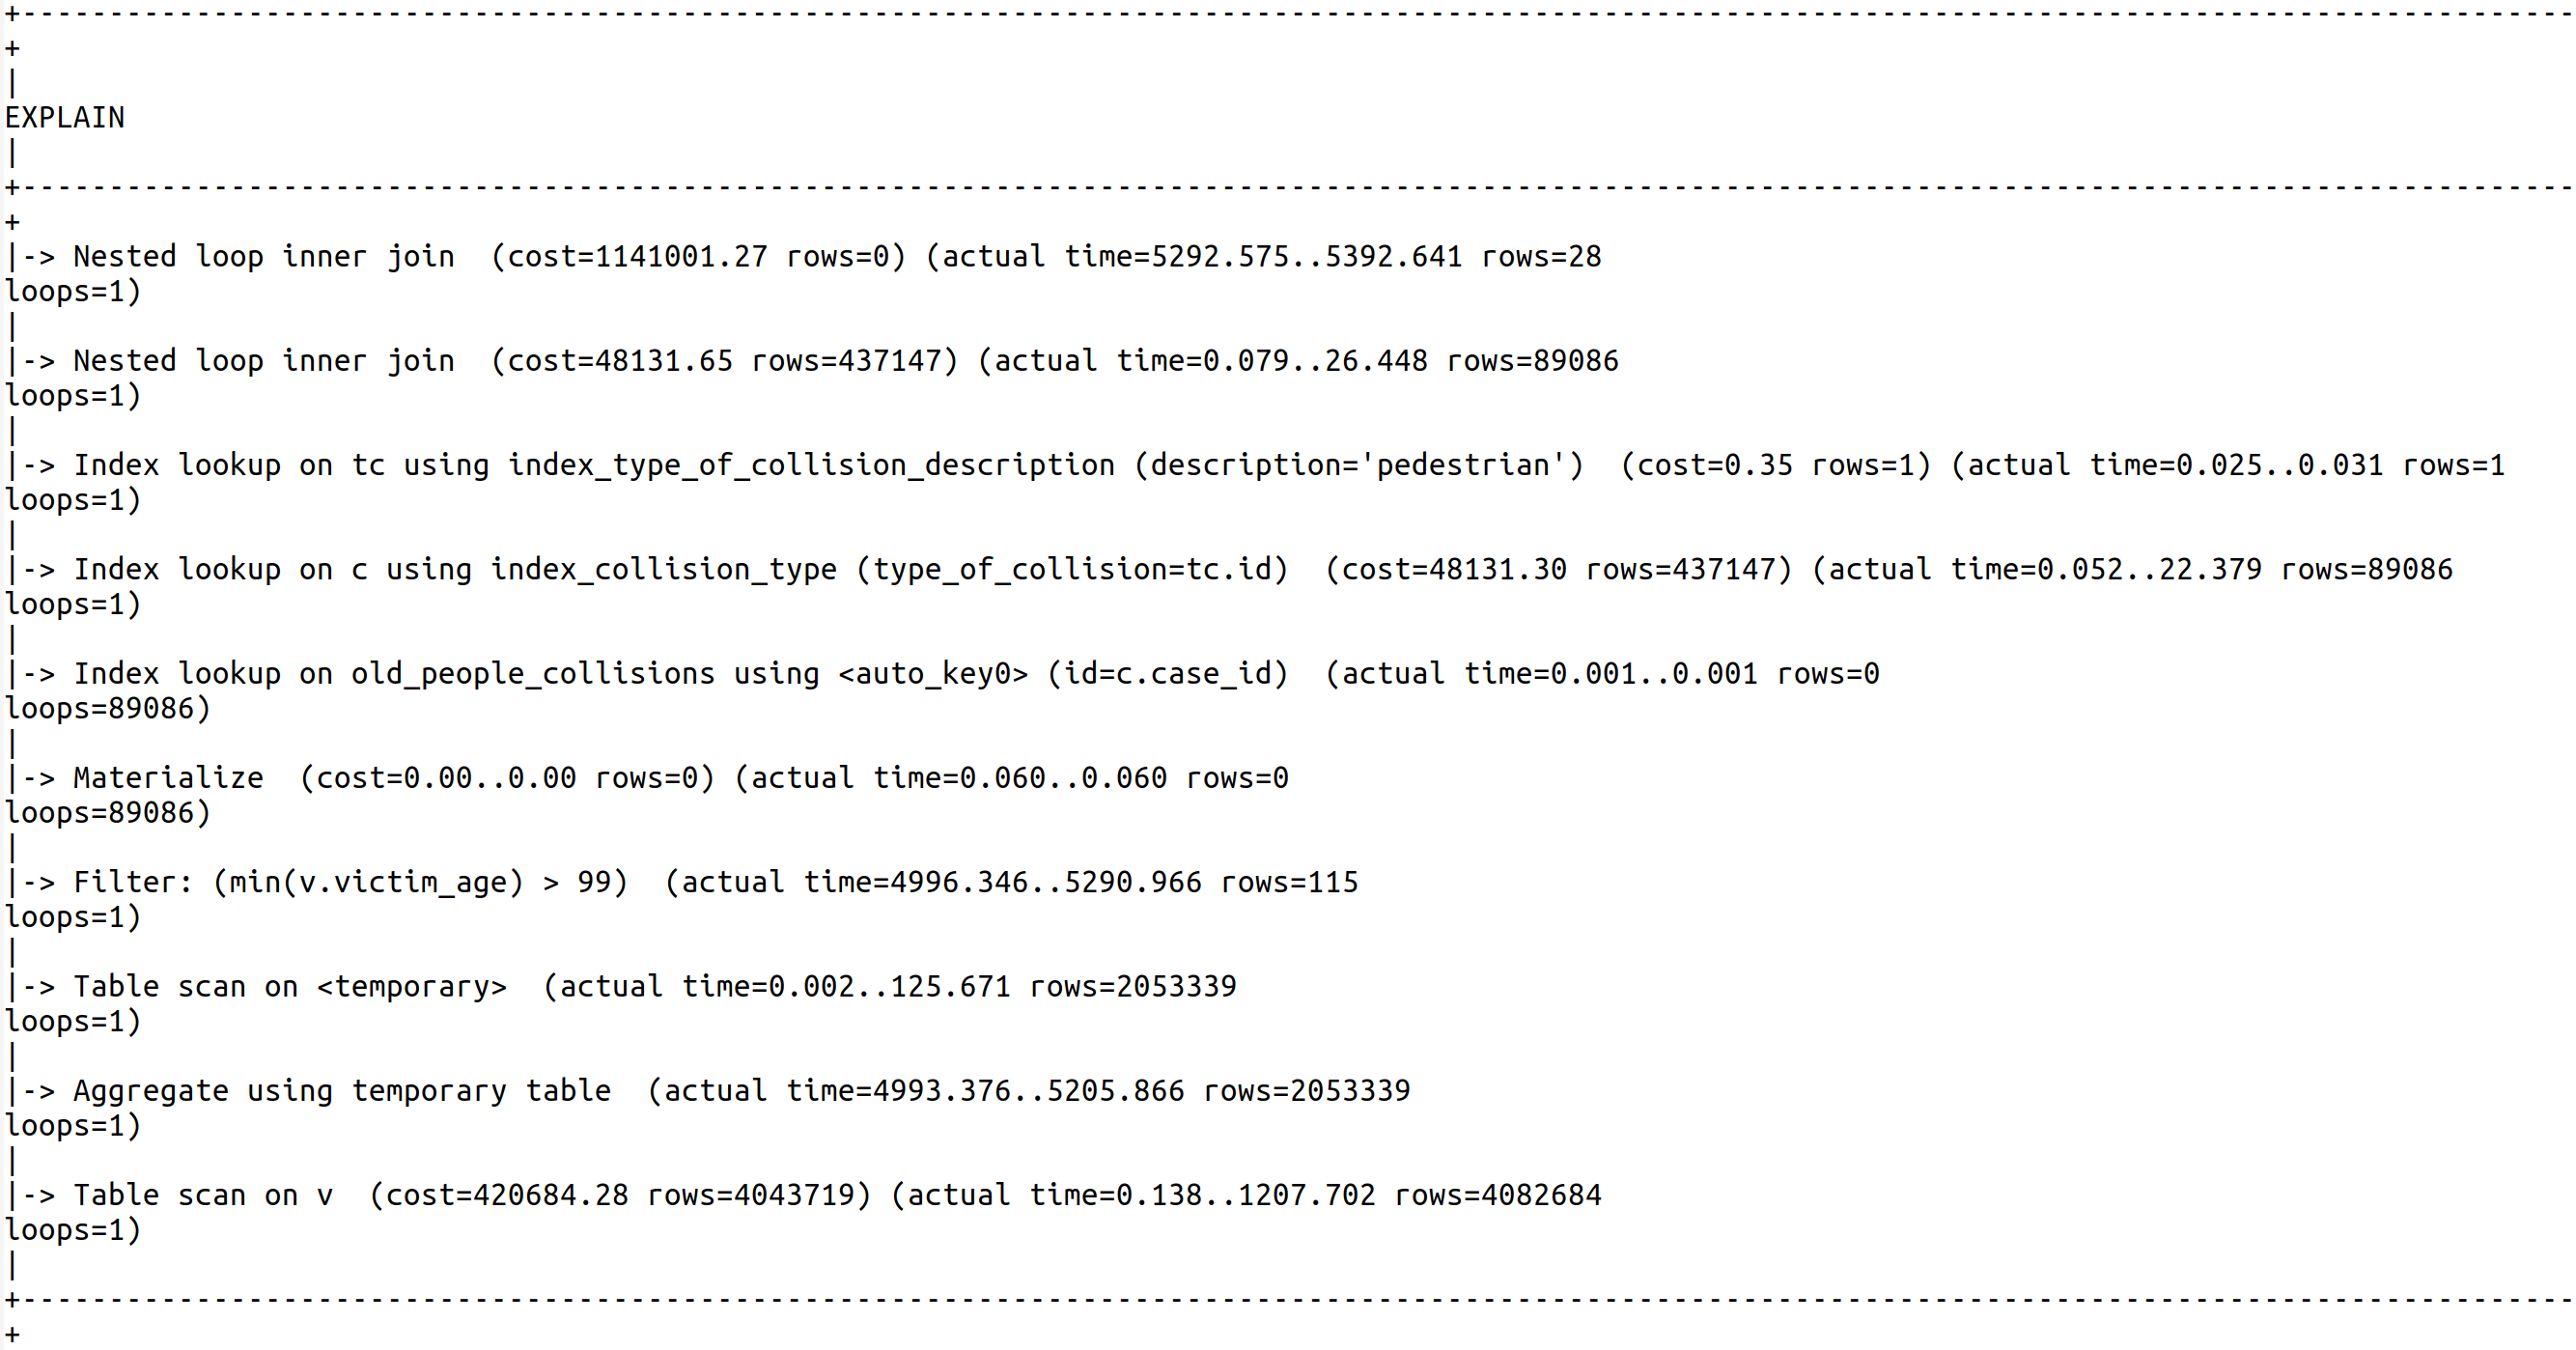 +---------------------------------------------------------------------------------------------------------------------------------------------------
+
|
EXPLAIN
|
+---------------------------------------------------------------------------------------------------------------------------------------------------
+
|-> Nested loop inner join  (cost=1141001.27 rows=0) (actual time=5292.575..5392.641 rows=28
loops=1)
|
|-> Nested loop inner join  (cost=48131.65 rows=437147) (actual time=0.079..26.448 rows=89086
loops=1)
|
|-> Index lookup on tc using index_type_of_collision_description (description='pedestrian')  (cost=0.35 rows=1) (actual time=0.025..0.031 rows=1
loops=1)
|
|-> Index lookup on c using index_collision_type (type_of_collision=tc.id)  (cost=48131.30 rows=437147) (actual time=0.052..22.379 rows=89086
loops=1)
|
|-> Index lookup on old_people_collisions using <auto_key0> (id=c.case_id)  (actual time=0.001..0.001 rows=0
loops=89086)
|
|-> Materialize  (cost=0.00..0.00 rows=0) (actual time=0.060..0.060 rows=0
loops=89086)
|
|-> Filter: (min(v.victim_age) > 99)  (actual time=4996.346..5290.966 rows=115
loops=1)
|
|-> Table scan on <temporary>  (actual time=0.002..125.671 rows=2053339
loops=1)
|
|-> Aggregate using temporary table  (actual time=4993.376..5205.866 rows=2053339
loops=1)
|
|-> Table scan on v  (cost=420684.28 rows=4043719) (actual time=0.138..1207.702 rows=4082684
loops=1)
|
+---------------------------------------------------------------------------------------------------------------------------------------------------
+